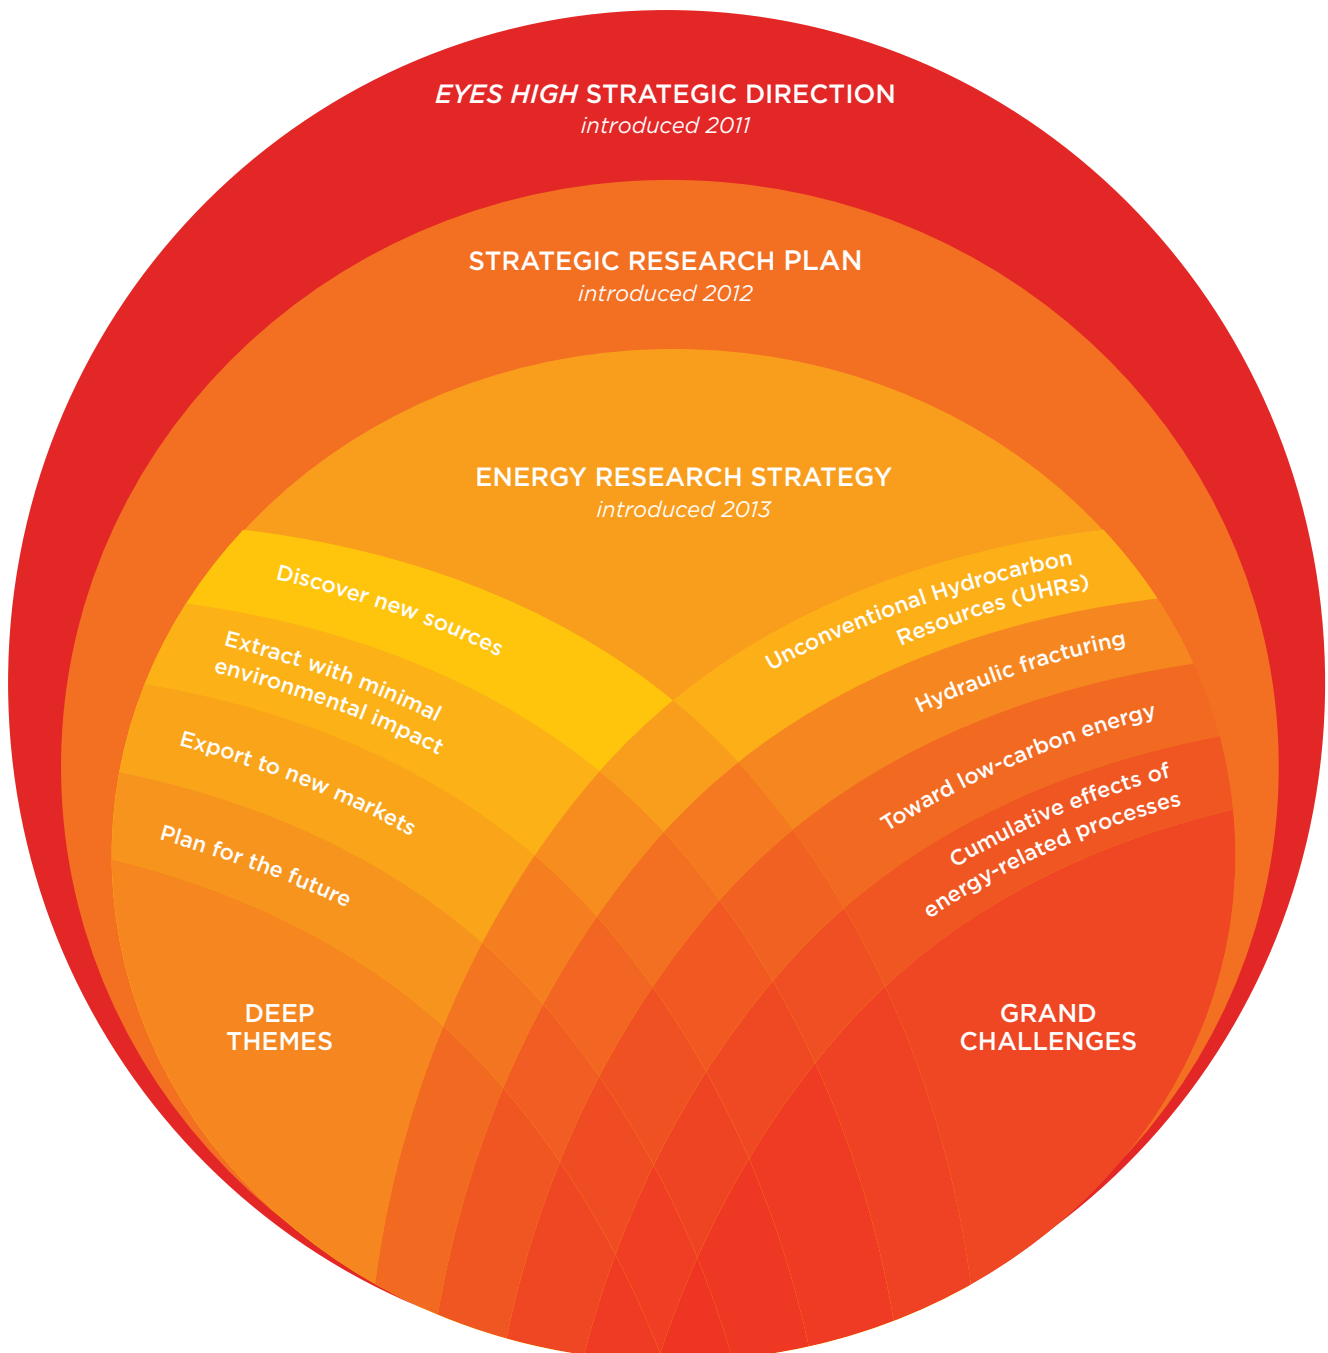 EYES HIGH STRATEGIC DIRECTION
introduced 2011
STRATEGIC RESEARCH PLAN
introduced 2012
ENERGY RESEARCH STRATEGY
introduced 2013
Discover new sources
Extract with minimal
environmental impact
Export to new markets
Plan for the future
DEEP
THEMES
Unconventional Hydrocarbon
Resources (UHRs)
Hydraulic fracturing
Toward low-carbon energy
Cumulative effects of
energy-related processes
GRAND
CHALLENGES